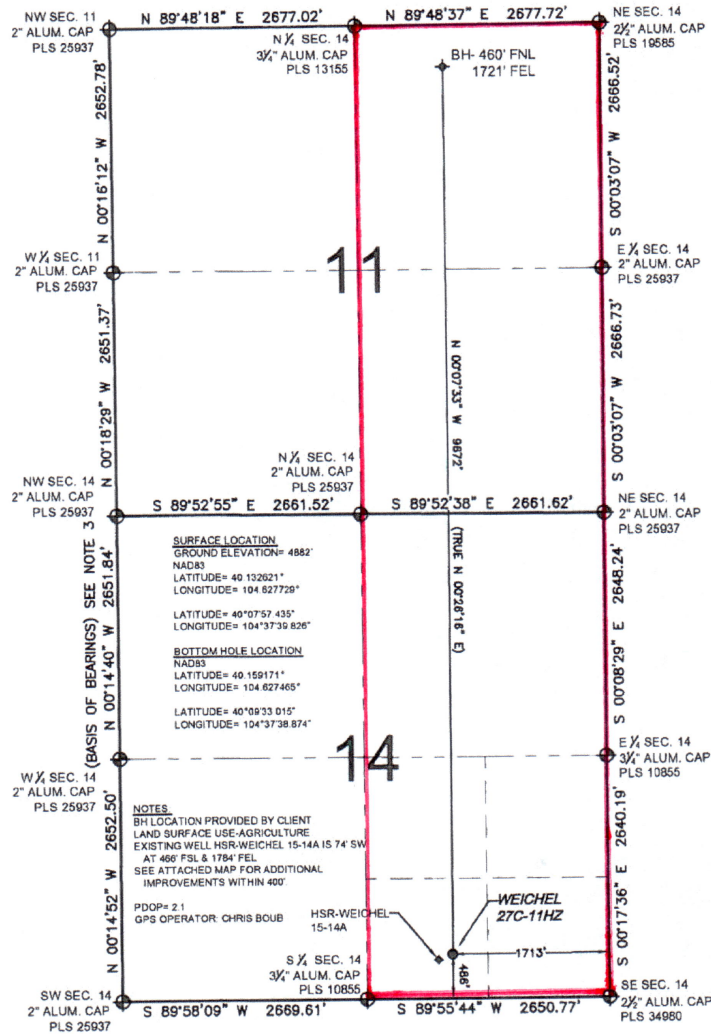 NW SEC. 11
2" ALUM. CAP
PLS 25937
N 89°48'18" E 2677.02'
N ¼ SEC. 14
3¼" ALUM. CAP
PLS 13155
N 89°48'37" E 2677.72'
NE SEC. 14
2½" ALUM. CAP
PLS 19585
BH- 460' FNL
1721' FEL
N 00°16'12" W 2652.78'
S 00°03'07" W 2666.52'
W ¼ SEC. 11
2" ALUM. CAP
PLS 25937
11
E ¼ SEC. 14
2" ALUM. CAP
PLS 25937
N 00°18'29" W 2651.37'
N 00°07'33" W 9672'
(TRUE N 00°26'16" E)
S 00°03'07" W 2666.73'
NW SEC. 14
2" ALUM. CAP
PLS 25937
S 89°52'55" E 2661.52'
N ¼ SEC. 14
2" ALUM. CAP
PLS 25937
S 89°52'38" E 2661.62'
NE SEC. 14
2" ALUM. CAP
PLS 25937
SURFACE LOCATION
GROUND ELEVATION= 4882'
NAD83
LATITUDE= 40.132621°
LONGITUDE= 104.627729°
LATITUDE= 40°07'57.435"
LONGITUDE= 104°37'39.826"
BOTTOM HOLE LOCATION
NAD83
LATITUDE= 40.159171°
LONGITUDE= 104.627465°
LATITUDE= 40°09'33.015"
LONGITUDE= 104°37'38.874"
(BASIS OF BEARINGS) SEE NOTE 3
N 00°14'40" W 2651.84'
S 00°08'29" E 2648.24'
W ¼ SEC. 14
2" ALUM. CAP
PLS 25937
14
E ¼ SEC. 14
3¼" ALUM. CAP
PLS 10855
NOTES
BH LOCATION PROVIDED BY CLIENT
LAND SURFACE USE-AGRICULTURE
EXISTING WELL HSR-WEICHEL 15-14A IS 74' SW
AT 466' FSL & 1784' FEL
SEE ATTACHED MAP FOR ADDITIONAL
IMPROVEMENTS WITHIN 400'
PDOP= 2.1
GPS OPERATOR: CHRIS BOUB
N 00°14'52" W 2652.50'
S 00°17'36" E 2640.19'
HSR-WEICHEL
15-14A
WEICHEL
27C-11HZ
1713'
486'
SW SEC. 14
2" ALUM. CAP
PLS 25937
S 89°58'09" W 2669.61'
S ¼ SEC. 14
3¼" ALUM. CAP
PLS 10855
S 89°55'44" W 2650.77'
SE SEC. 14
2½" ALUM. CAP
PLS 34980